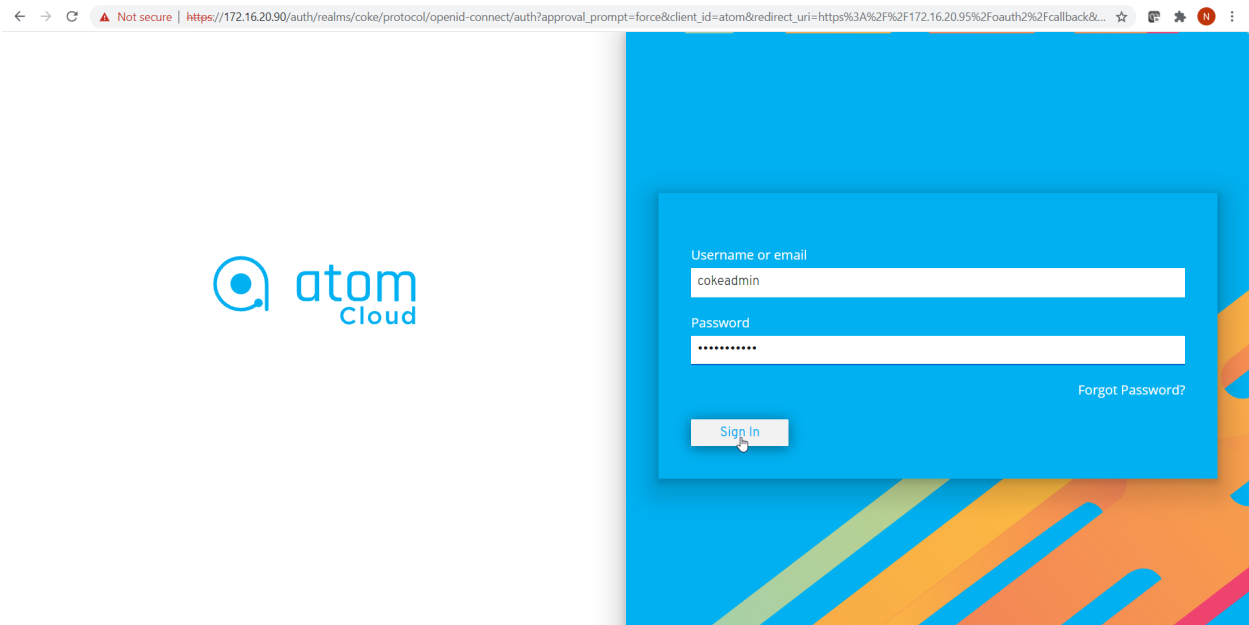 Not secure | https://172.16.20.90/auth/realms/coke/protocol/openid-connect/auth?approval_prompt=force&client_id=atom&redirect_uri=https%3A%2F%2F172.16.20.95%2Foauth2%2Fcallback&...
N
atom
Cloud
Username or email
cokeadmin
Password
•••••••••••
Forgot Password?
Sign In